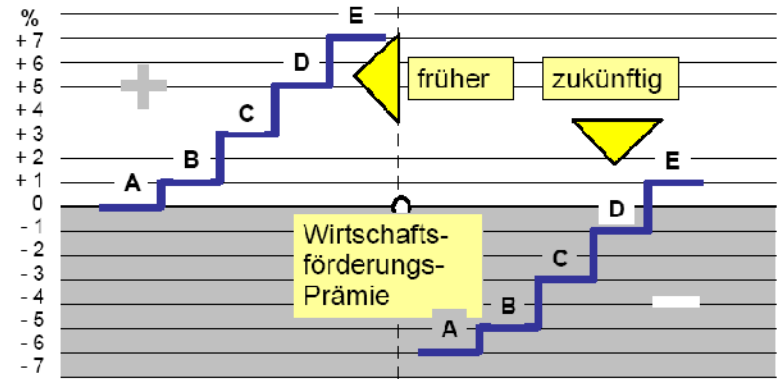 %
+ 7
+ 6
+ 5
+ 4
+ 3
+ 2
+ 1
0
- 1
- 2
- 3
- 4
- 5
- 6
- 7
A
B
C
D
E
früher
zukünftig
Wirtschafts-
förderungs-
Prämie
A
B
C
D
E